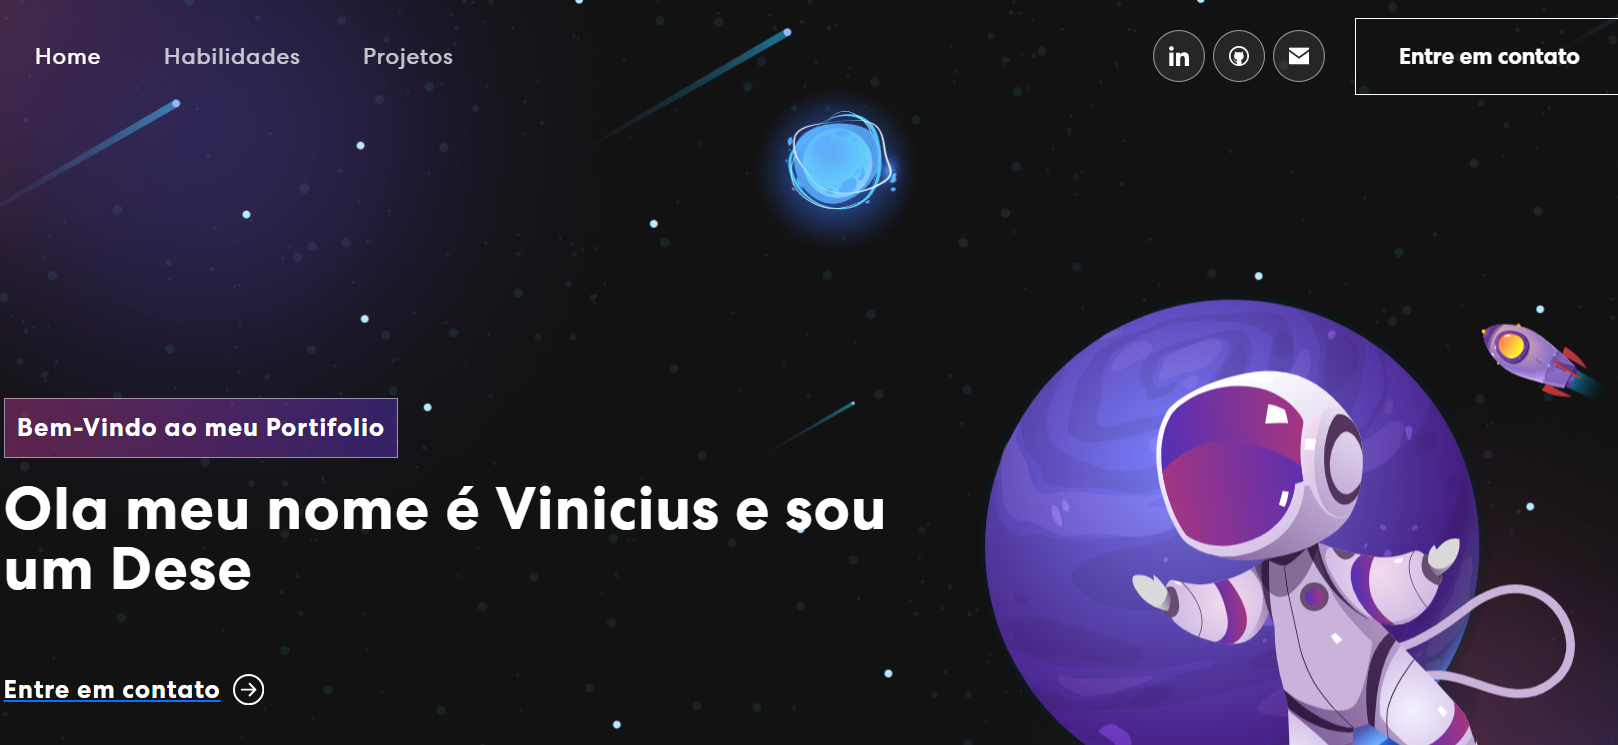 Home Habilidades Projetos in Entre em contato
Bem-Vindo ao meu Portifolio
Ola meu nome é Vinicius e sou
um Dese
Entre em contato